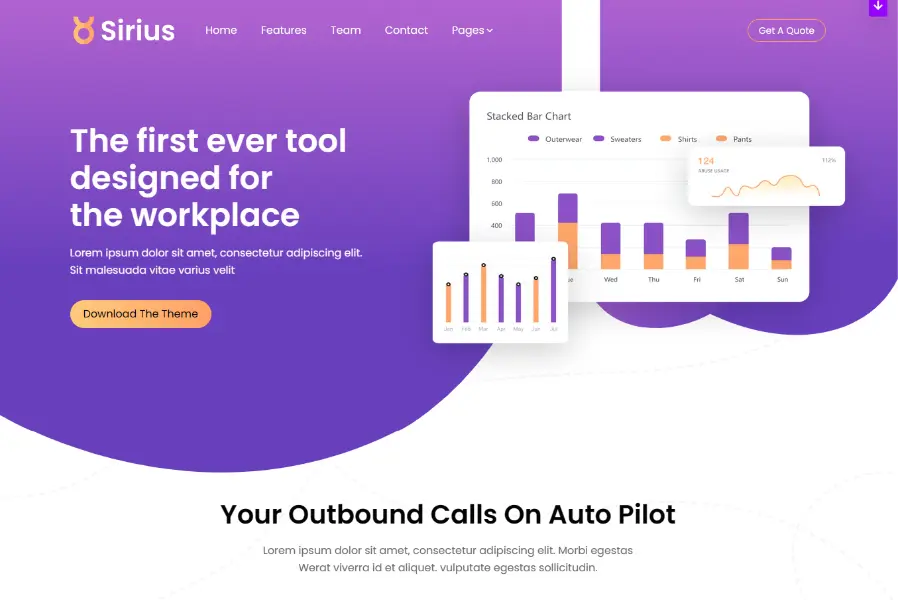 Sirius
Home Features Team Contact Pages
Get A Quote
The first ever tool
designed for
the workplace
Lorem ipsum dolor sit amet, consectetur adipiscing elit.
Sit malesuada vitae varius velit
Download The Theme
Stacked Bar Chart
Outerwear Sweaters Shirts Pants
1,000
800
600
400
Wed Thu Fri Sat Sun
124
112%
Jan Feb Mar Apr May Jun Jul
Your Outbound Calls On Auto Pilot
Lorem ipsum dolor sit amet, consectetur adipiscing elit. Morbi egestas
Werat viverra id et aliquet. vulputate egestas sollicitudin.